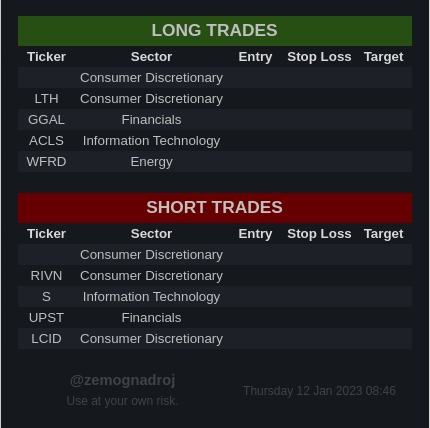 LONG TRADES
Ticker Sector Entry Stop Loss Target
Consumer Discretionary
LTH Consumer Discretionary
GGAL Financials
ACLS Information Technology
WFRD Energy
SHORT TRADES
Ticker Sector Entry Stop Loss Target
Consumer Discretionary
RIVN Consumer Discretionary
S Information Technology
UPST Financials
LCID Consumer Discretionary
@zemognadroj
Thursday 12 Jan 2023 08:46
Use at your own risk.